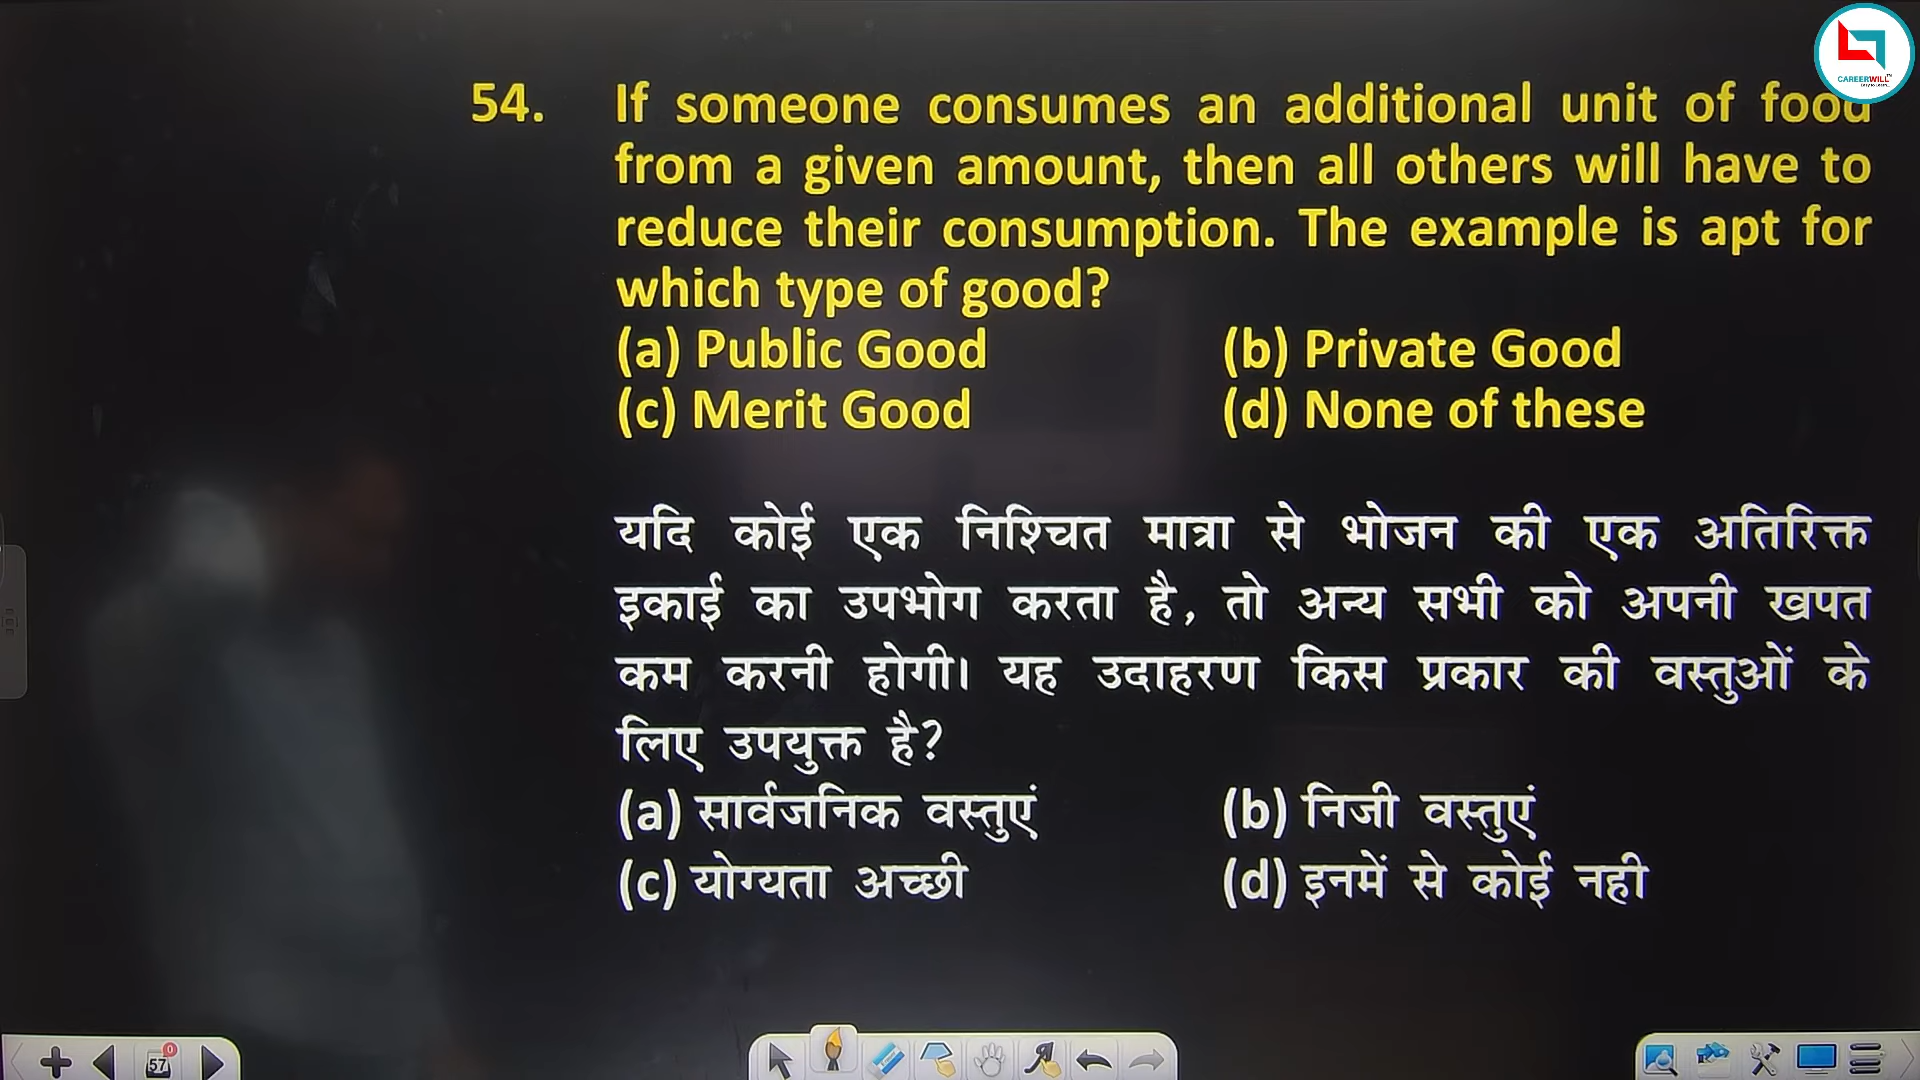 CAREERWILL
54. If someone consumes an additional unit of food
from a given amount, then all others will have to
reduce their consumption. The example is apt for
which type of good?
(a) Public Good (b) Private Good
(c) Merit Good (d) None of these
यदि कोई एक निश्चित मात्रा से भोजन की एक अतिरिक्त
इकाई का उपभोग करता है, तो अन्य सभी को अपनी खपत
कम करनी होगी। यह उदाहरण किस प्रकार की वस्तुओं के
लिए उपयुक्त है?
(a) सार्वजनिक वस्तुएं (b) निजी वस्तुएं
(c) योग्यता अच्छी (d) इनमें से कोई नही
57 0